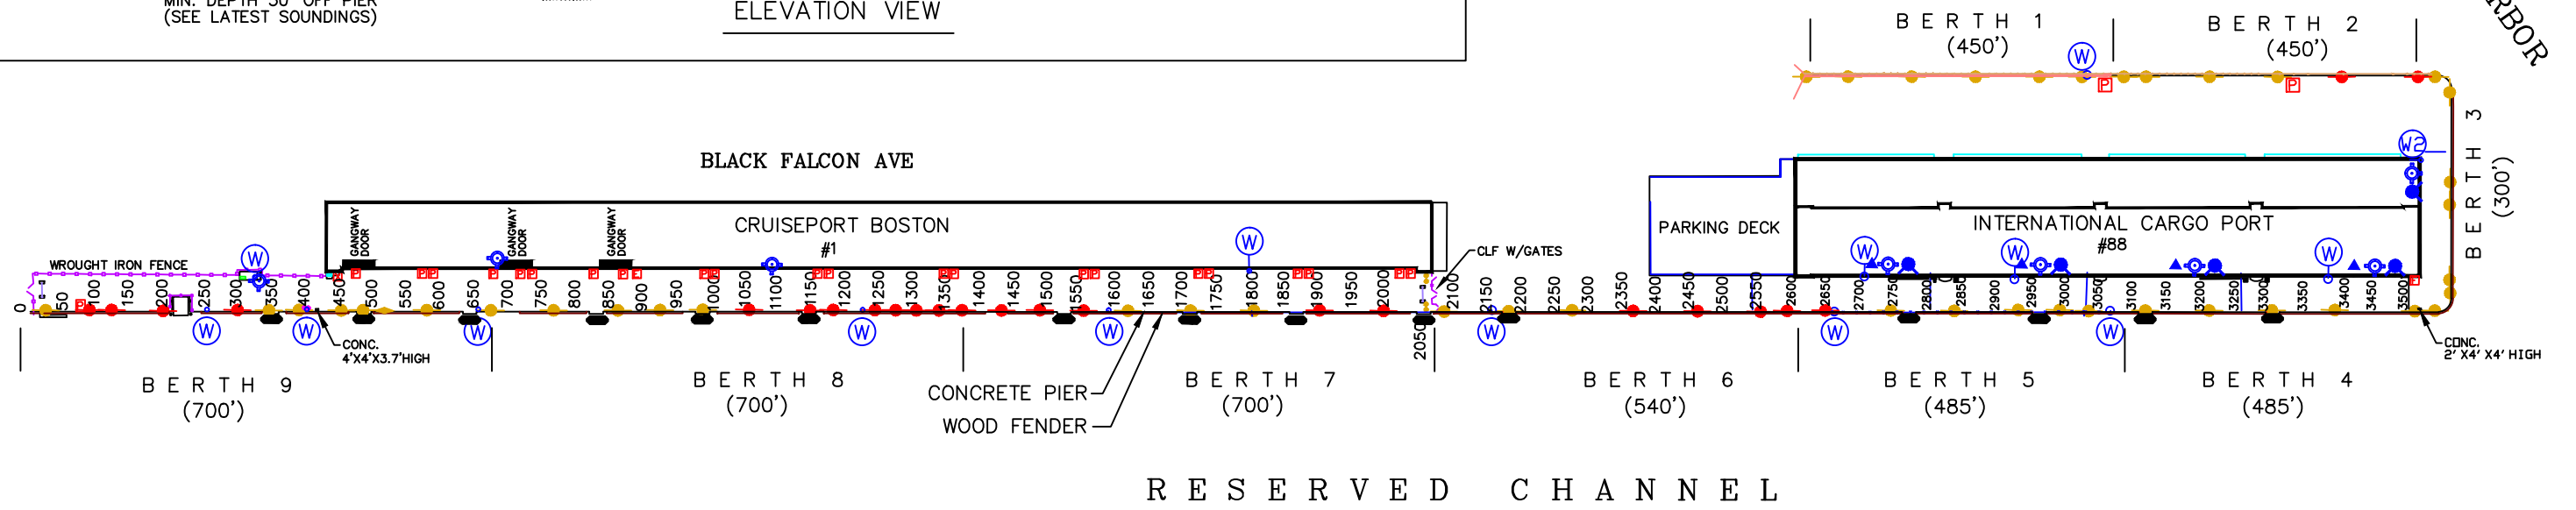 MIN. DEPTH 30' OFF PIER
(SEE LATEST SOUNDINGS)
ELEVATION VIEW
BERTH 1
(450')
BERTH 2
(450')
W
P
P
BERTH 3
(300')
W2
BLACK FALCON AVE
CRUISEPORT BOSTON
#1
GANGWAY
DOOR
GANGWAY
DOOR
GANGWAY
DOOR
WROUGHT IRON FENCE
W
W
CLF W/GATES
PARKING DECK
INTERNATIONAL CARGO PORT
#88
W
W
W
P P P P P P P P P P P P P P P P P P P P P P P
0 50 100 150 200 250 300 350 400 450 500 550 600 650 700 750 800 850 900 950 1000 1050 1100 1150 1200 1250 1300 1350 1400 1450 1500 1550 1600 1650 1700 1750 1800 1850 1900 1950 2000 2050 2100 2150 2200 2250 2300 2350 2400 2450 2500 2550 2600 2650 2700 2750 2800 2850 2900 2950 3000 3050 3100 3150 3200 3250 3300 3350 3400 3450 3500
W W W W W W W W
CONC.
4'X4'X3.7'HIGH
CONC.
2'X4'X4'HIGH
BERTH 9
(700')
BERTH 8
(700')
BERTH 7
(700')
BERTH 6
(540')
BERTH 5
(485')
BERTH 4
(485')
CONCRETE PIER
WOOD FENDER
RESERVED CHANNEL